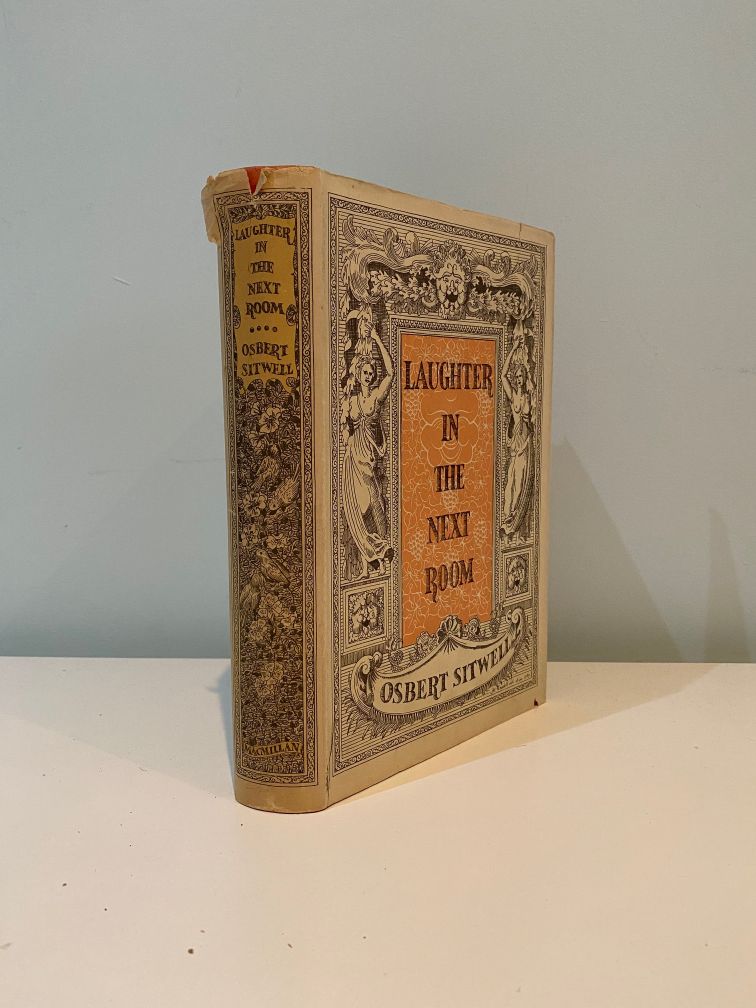 LAUGHTER
IN
THE
NEXT
ROOM
OSBERT
SITWELL
MACMILLAN
LAUGHTER
IN
THE
NEXT
ROOM
OSBERT SITWELL